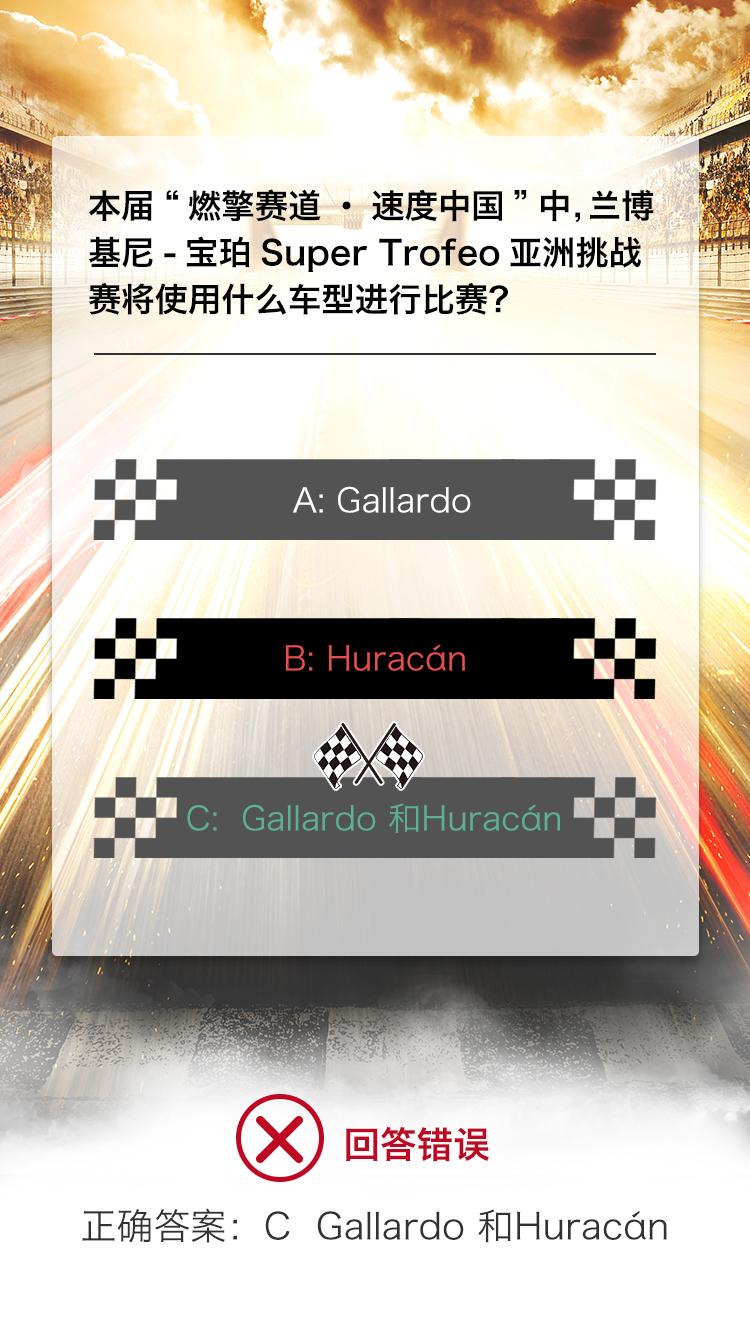 本届“燃擎赛道 · 速度中国”中,兰博
基尼-宝珀 Super Trofeo 亚洲挑战
赛将使用什么车型进行比赛?
A: Gallardo
B: Huracán
C: Gallardo 和Huracán
回答错误
正确答案：C Gallardo 和Huracán